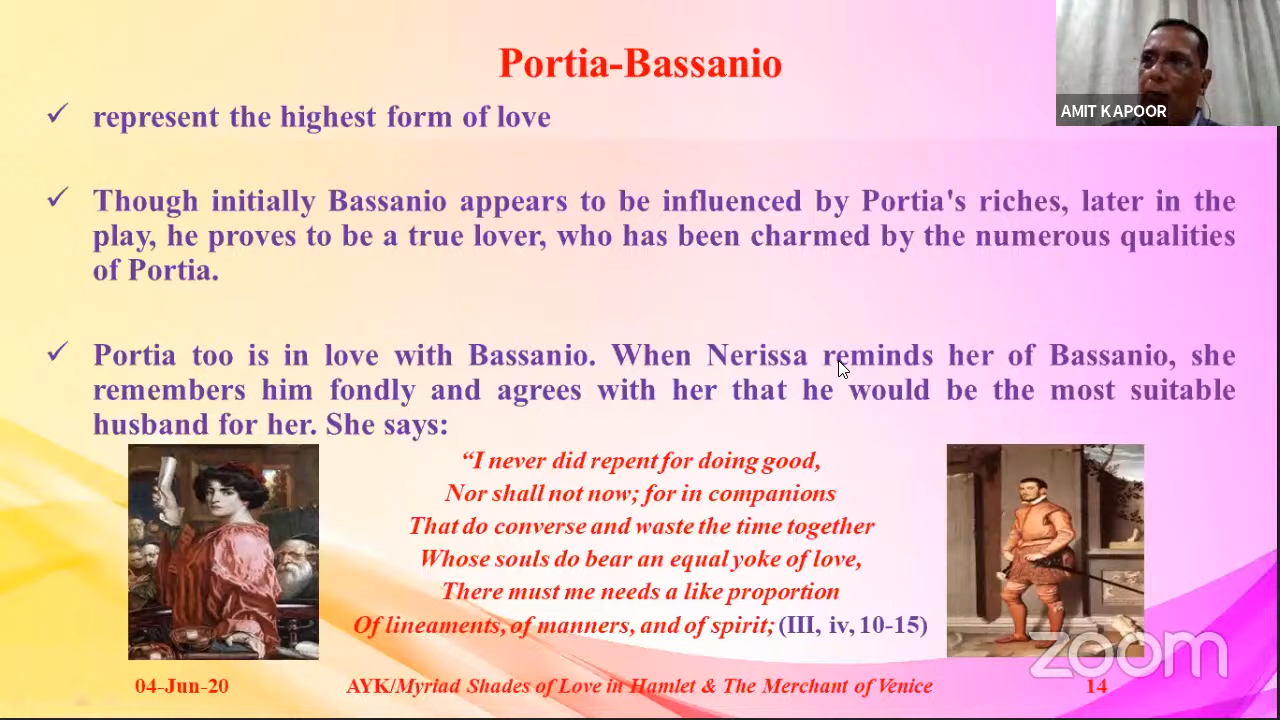 Portia-Bassanio
AMIT KAPOOR
✓ represent the highest form of love
✓ Though initially Bassanio appears to be influenced by Portia's riches, later in the
play, he proves to be a true lover, who has been charmed by the numerous qualities
of Portia.
✓ Portia too is in love with Bassanio. When Nerissa reminds her of Bassanio, she
remembers him fondly and agrees with her that he would be the most suitable
husband for her. She says:
“I never did repent for doing good,
Nor shall not now; for in companions
That do converse and waste the time together
Whose souls do bear an equal yoke of love,
There must me needs a like proportion
Of lineaments, of manners, and of spirit; (III, iv, 10-15)
zoom
04-Jun-20 AYK/Myriad Shades of Love in Hamlet & The Merchant of Venice 14